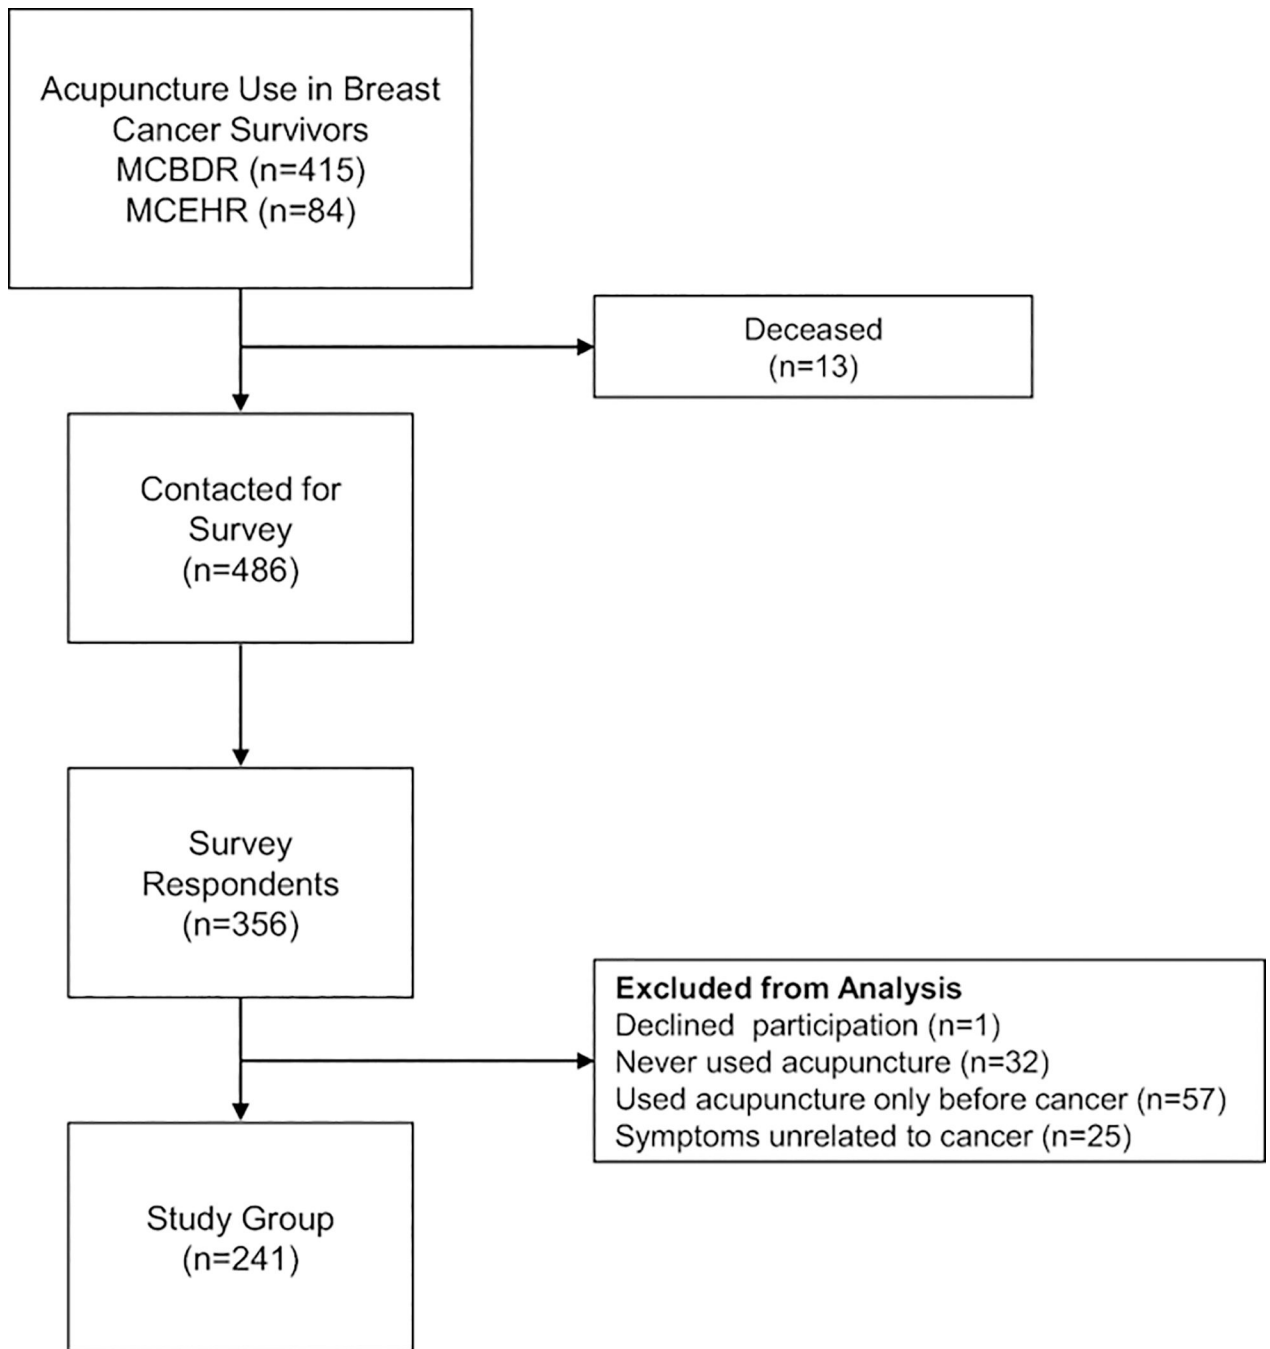 Acupuncture Use in Breast
Cancer Survivors
MCBDR (n=415)
MCEHR (n=84)
Deceased
(n=13)
Contacted for
Survey
(n=486)
Survey
Respondents
(n=356)
Excluded from Analysis
Declined participation (n=1)
Never used acupuncture (n=32)
Used acupuncture only before cancer (n=57)
Symptoms unrelated to cancer (n=25)
Study Group
(n=241)